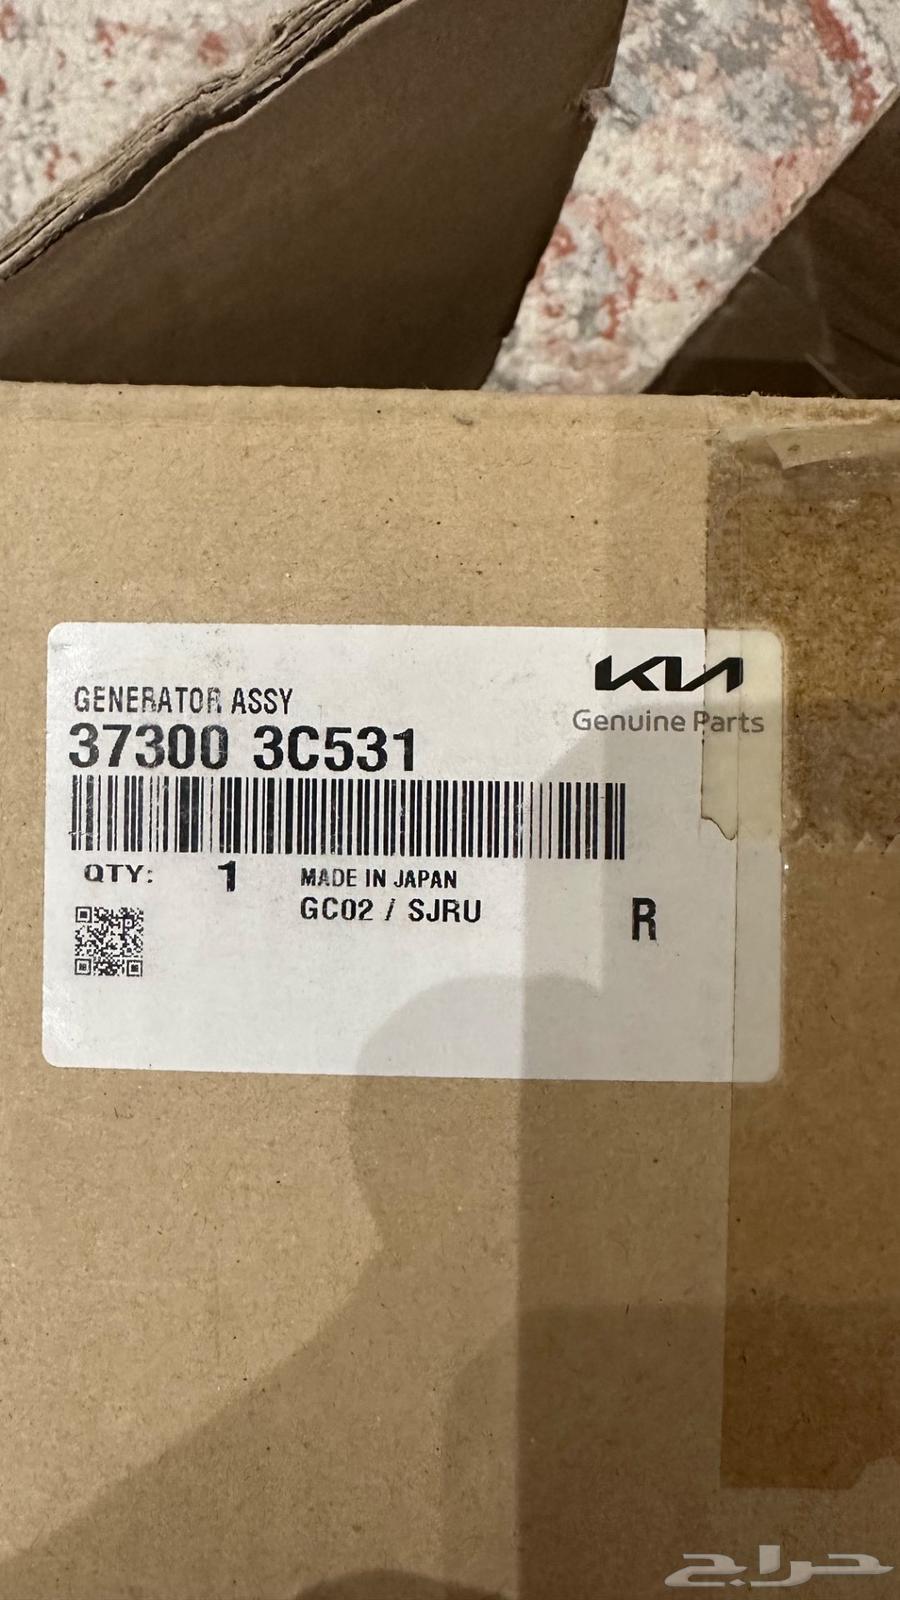 KIA
Genuine Parts
GENERATOR ASSY
37300 3C531
QTY: 1 MADE IN JAPAN
GC02 / SJRU
R
حراج